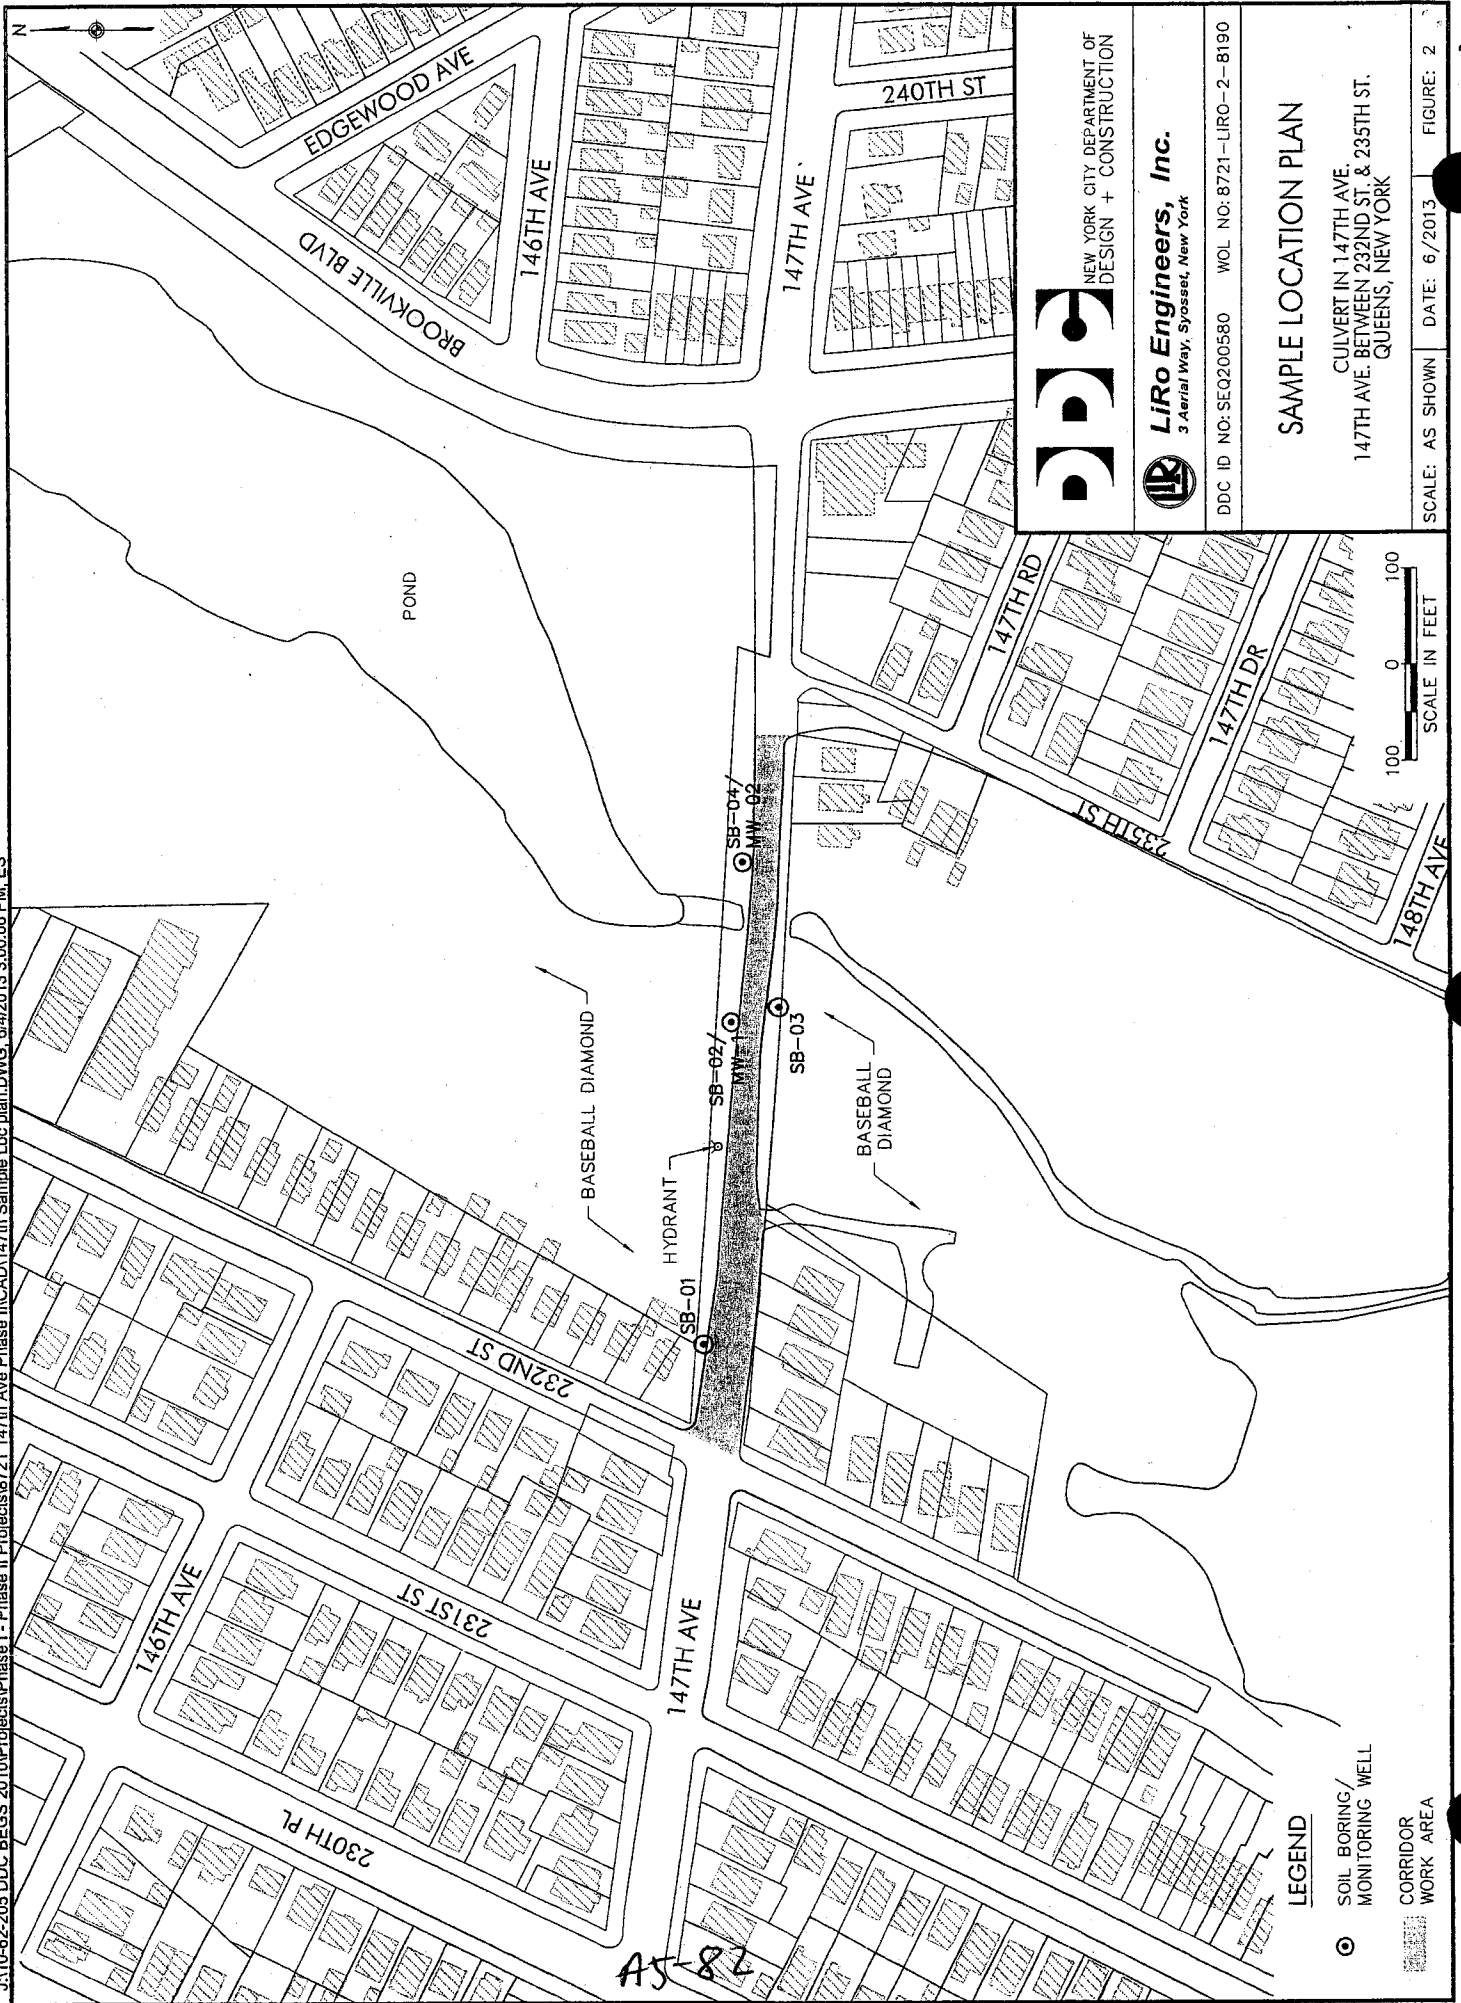 N
EDGEWOOD AVE
BROOKVILLE BLVD
146TH AVE
240TH ST
147TH AVE
POND
147TH RD
147TH DR
235TH ST
148TH AVE
SB-04/
MW-02
SB-02/
MW-1
SB-03
SB-01
BASEBALL DIAMOND
HYDRANT
BASEBALL
DIAMOND
232ND ST
231ST ST
146TH AVE
147TH AVE
230TH PL
LEGEND
SOIL BORING/
MONITORING WELL
CORRIDOR
WORK AREA
100 0 100
SCALE IN FEET
DDC
NEW YORK CITY DEPARTMENT OF
DESIGN + CONSTRUCTION
LiRo
LiRo Engineers, Inc.
3 Aerial Way, Syosset, New York
DDC ID NO: SEQ200580 WOL NO: 8721-LIRO-2-8190
SAMPLE LOCATION PLAN
CULVERT IN 147TH AVE.
147TH AVE. BETWEEN 232ND ST. & 235TH ST.
QUEENS, NEW YORK
SCALE: AS SHOWN DATE: 6/2013 FIGURE: 2
A5-82